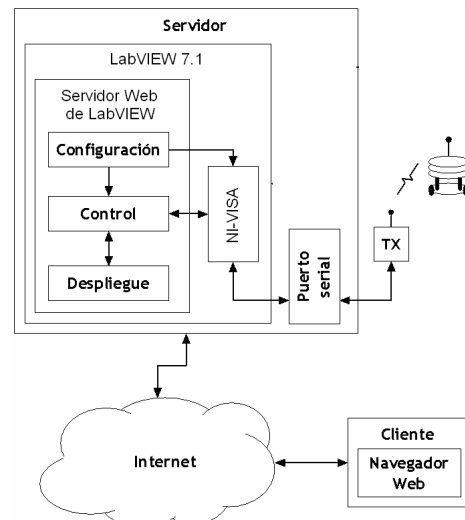 Servidor
LabVIEW 7.1
Servidor Web
de LabVIEW
Configuración
Control
Despliegue
NI-VISA
Puerto
serial
TX
Internet
Cliente
Navegador
Web